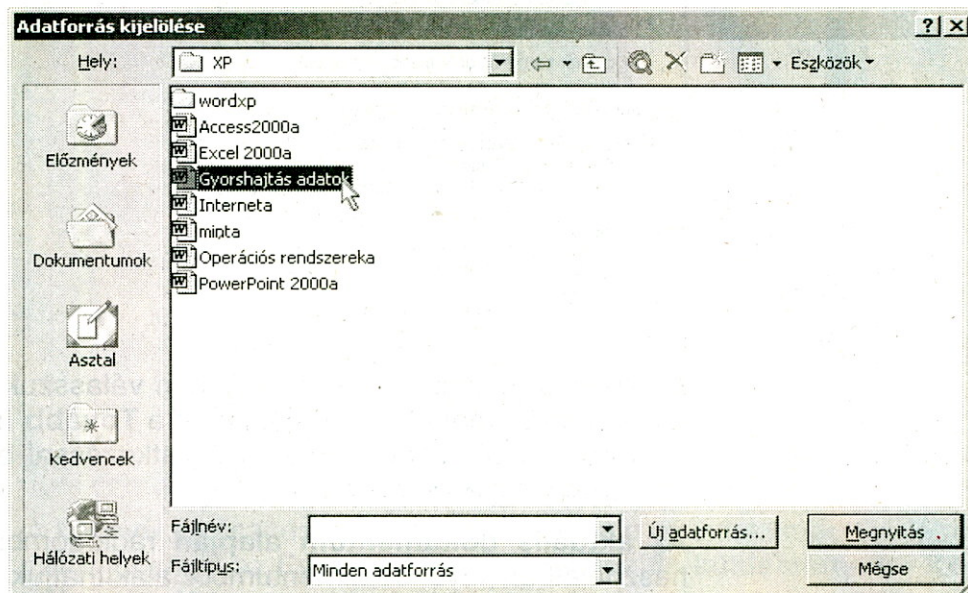 Adatforrás kijelölése
Hely: XP Eszközök
Előzmények
Dokumentumok
Asztal
Kedvencek
Hálózati helyek
wordxp
Access2000a
Excel 2000a
Gyorshajtás adatok
Interneta
minta
Operációs rendszereka
PowerPoint 2000a
Fájlnév: Új adatforrás... Megnyitás
Fájltípus: Minden adatforrás Mégse